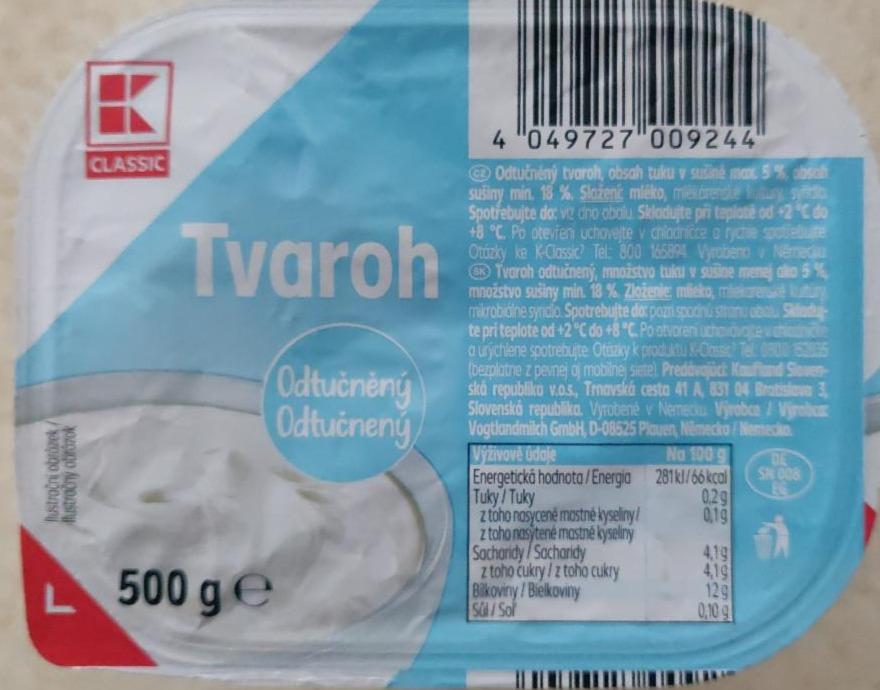 K
CLASSIC
Tvaroh
Odtučněný
Odtučnený
Ilustrační obrázek /
Ilustračný obrázok
500 g e
4 049727 009244
CZ Odtučněný tvaroh, obsah tuku v sušině max. 5 %, obsah
sušiny min. 18 %. Složení: mléko, mlékárenské kultury, syřidlo.
Spotřebujte do: viz dno obalu. Skladujte při teplotě od +2 °C do
+8 °C. Po otevření uchovejte v chladničce a rychle spotřebujte.
Otázky ke K-Classic? Tel.: 800 165894. Vyrobeno v Německu.
SK Tvaroh odtučnený, množstvo tuku v sušine menej ako 5 %,
množstvo sušiny min. 18 %. Zloženie: mlieko, mliekarenské kultúry,
mikrobiálne syridlo. Spotrebujte do: pozri spodnú stranu obalu. Skladuj-
te pri teplote od +2 °C do +8 °C. Po otvorení uchovávajte v chladničke
a urýchlene spotrebujte. Otázky k produktu K-Classic? Tel.: 0800 152835
(bezplatne z pevnej aj mobilnej siete). Predávajúci: Kaufland Sloven-
ská republika v.o.s., Trnavská cesta 41 A, 831 04 Bratislava 3,
Slovenská republika. Vyrobené v Nemecku. Výrobce / Výrobca:
Vogtlandmilch GmbH, D-08525 Plauen, Německo / Nemecko.
Výživové údaje Na 100 g
Energetická hodnota / Energia 281 kJ/66 kcal
Tuky / Tuky 0,2 g
z toho nasycené mastné kyseliny / 0,1 g
z toho nasýtené mastné kyseliny
Sacharidy / Sacharidy 4,1 g
z toho cukry / z toho cukry 4,1 g
Bílkoviny / Bielkoviny 12 g
Sůl / Soľ 0,10 g
DE
SN 008
EG